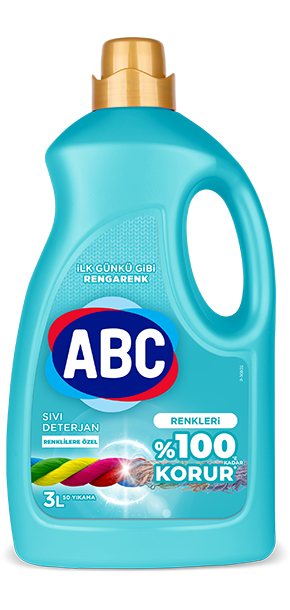 İLK GÜNKÜ GİBİ
RENGARENK
ABC
SIVI
DETERJAN
RENKLİLERE ÖZEL
RENKLERİ
%100
'E KADAR
KORUR
3L 50 YIKAMA